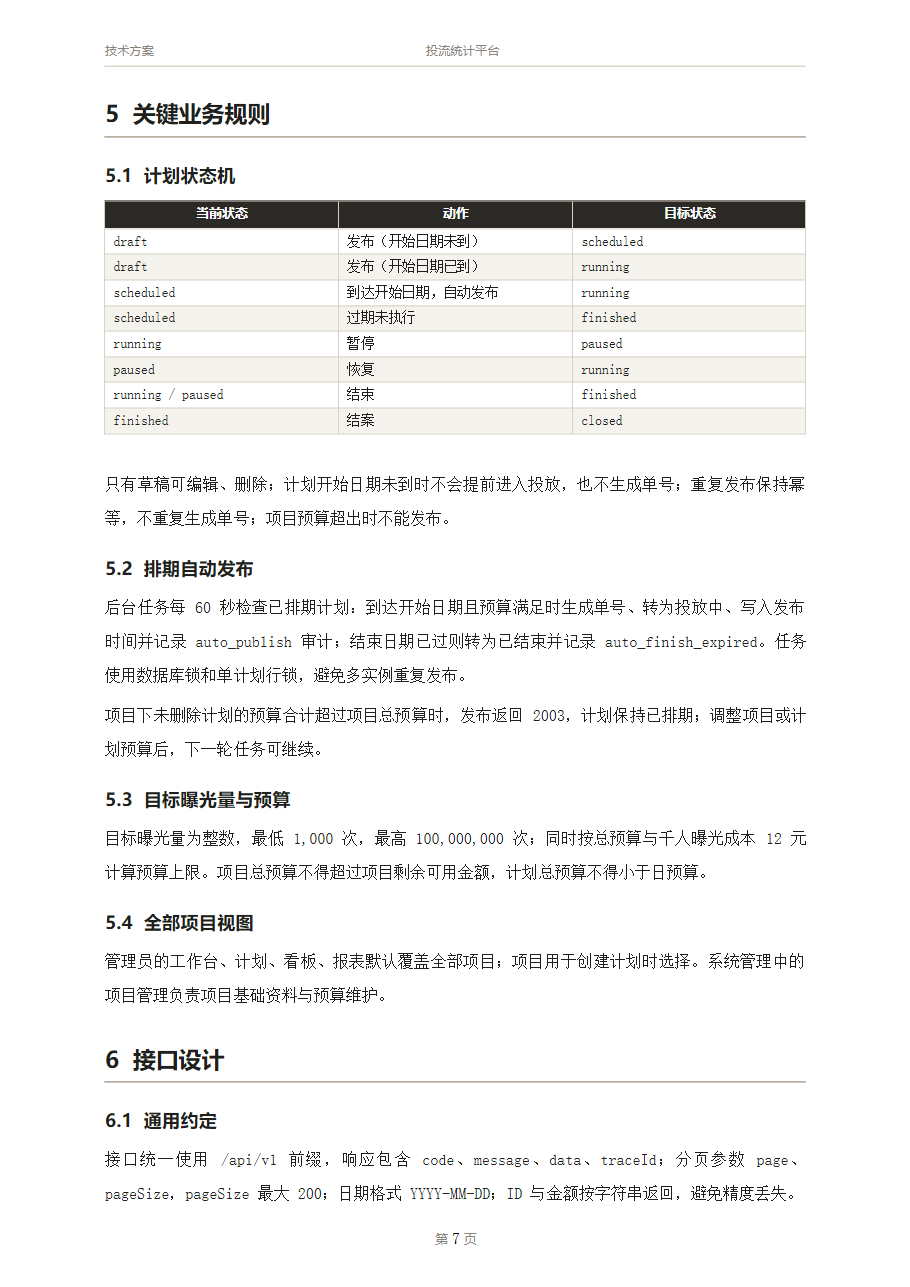 技术方案 投流统计平台
5 关键业务规则
5.1 计划状态机
当前状态 动作 目标状态
draft 发布（开始日期未到） scheduled
draft 发布（开始日期已到） running
scheduled 到达开始日期，自动发布 running
scheduled 过期未执行 finished
running 暂停 paused
paused 恢复 running
running / paused 结束 finished
finished 结案 closed
只有草稿可编辑、删除；计划开始日期未到时不会提前进入投放，也不生成单号；重复发布保持幂
等，不重复生成单号；项目预算超出时不能发布。
5.2 排期自动发布
后台任务每 60 秒检查已排期计划：到达开始日期且预算满足时生成单号、转为投放中、写入发布
时间并记录 auto_publish 审计；结束日期已过则转为已结束并记录 auto_finish_expired。任务
使用数据库锁和单计划行锁，避免多实例重复发布。
项目下未删除计划的预算合计超过项目总预算时，发布返回 2003，计划保持已排期；调整项目或计
划预算后，下一轮任务可继续。
5.3 目标曝光量与预算
目标曝光量为整数，最低 1,000 次，最高 100,000,000 次；同时按总预算与千人曝光成本 12 元
计算预算上限。项目总预算不得超过项目剩余可用金额，计划总预算不得小于日预算。
5.4 全部项目视图
管理员的工作台、计划、看板、报表默认覆盖全部项目；项目用于创建计划时选择。系统管理中的
项目管理负责项目基础资料与预算维护。
6 接口设计
6.1 通用约定
接口统一使用 /api/v1 前缀，响应包含 code、message、data、traceId；分页参数 page、
pageSize，pageSize 最大 200；日期格式 YYYY-MM-DD；ID 与金额按字符串返回，避免精度丢失。
第 7 页